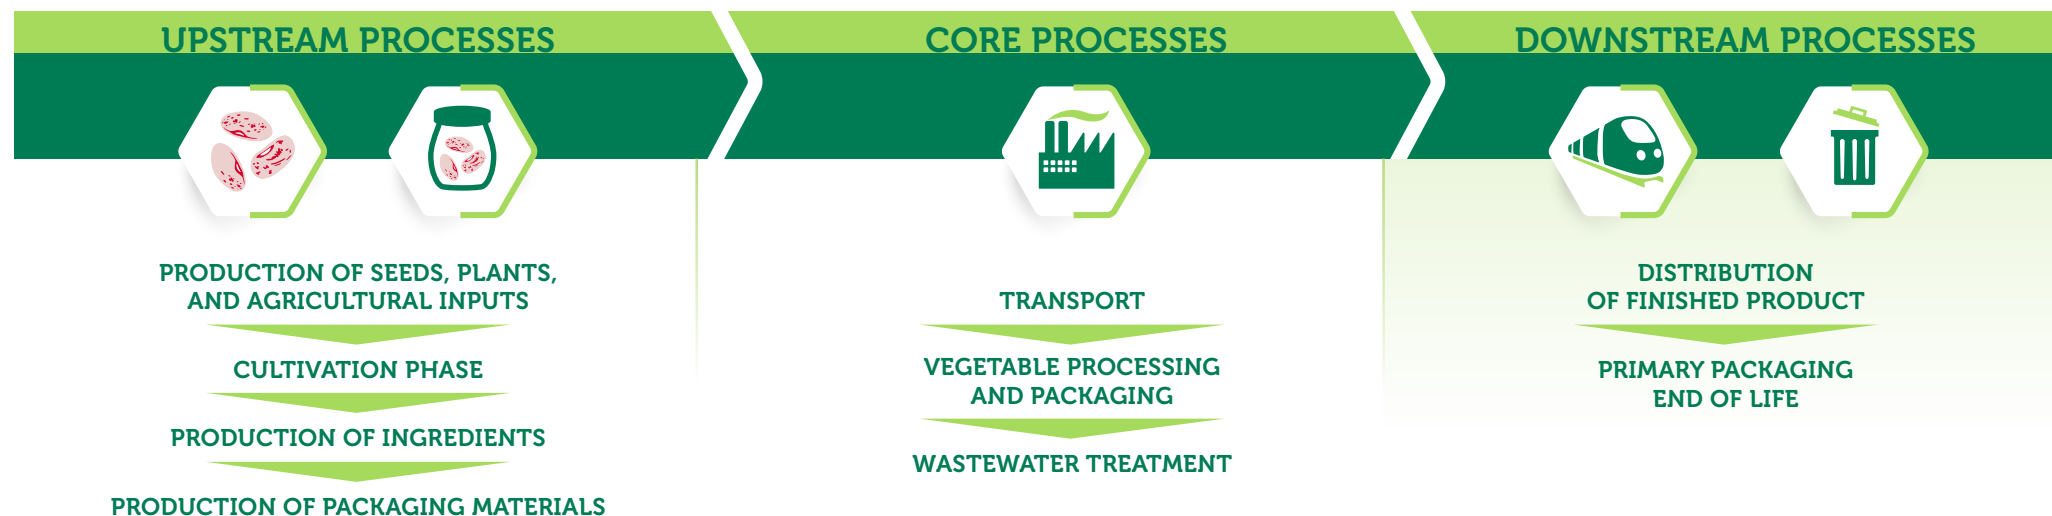 UPSTREAM PROCESSES
PRODUCTION OF SEEDS, PLANTS,
AND AGRICULTURAL INPUTS
CULTIVATION PHASE
PRODUCTION OF INGREDIENTS
PRODUCTION OF PACKAGING MATERIALS
CORE PROCESSES
TRANSPORT
VEGETABLE PROCESSING
AND PACKAGING
WASTEWATER TREATMENT
DOWNSTREAM PROCESSES
DISTRIBUTION
OF FINISHED PRODUCT
PRIMARY PACKAGING
END OF LIFE